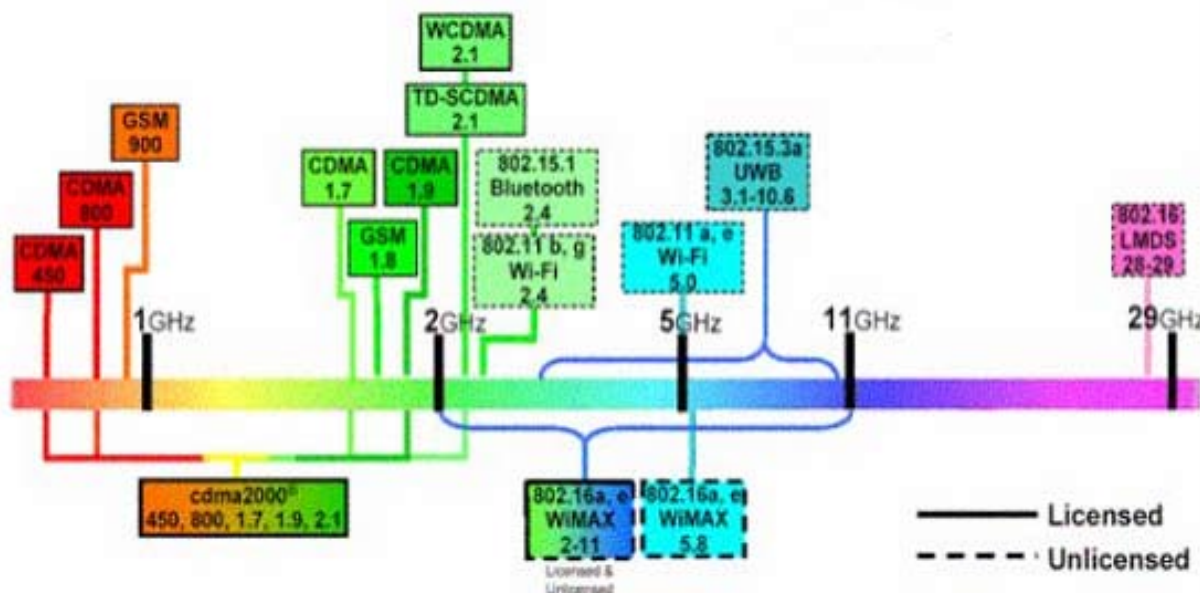 WCDMA
2.1
TD-SCDMA
2.1
GSM
900
CDMA
1.7
CDMA
1.9
802.15.1
Bluetooth
2.4
802.15.3a
UWB
3.1-10.6
CDMA
800
GSM
1.8
802.11 b, g
Wi-Fi
2.4
802.11 a, e
Wi-Fi
5.0
802.16
LMDS
28-29
CDMA
450
1GHz
2GHz
5GHz
11GHz
29GHz
cdma2000®
450, 800, 1.7, 1.9, 2.1
802.16a, e
WiMAX
2-11
Licensed &
Unlicensed
802.16a, e
WiMAX
5.8
Licensed
Unlicensed